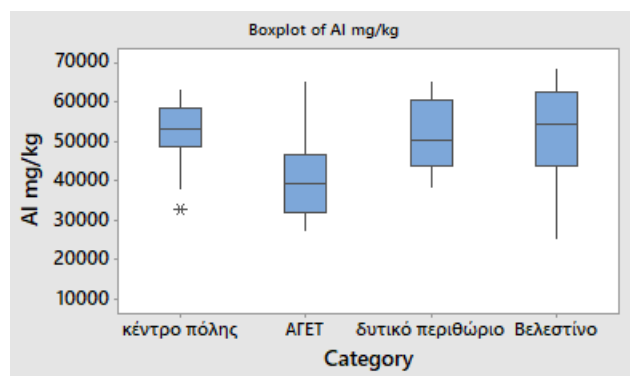 Boxplot of Al mg/kg
Al mg/kg
70000
60000
50000
40000
30000
20000
10000
κέντρο πόλης ΑΓΕΤ δυτικό περιθώριο Βελεστίνο
Category